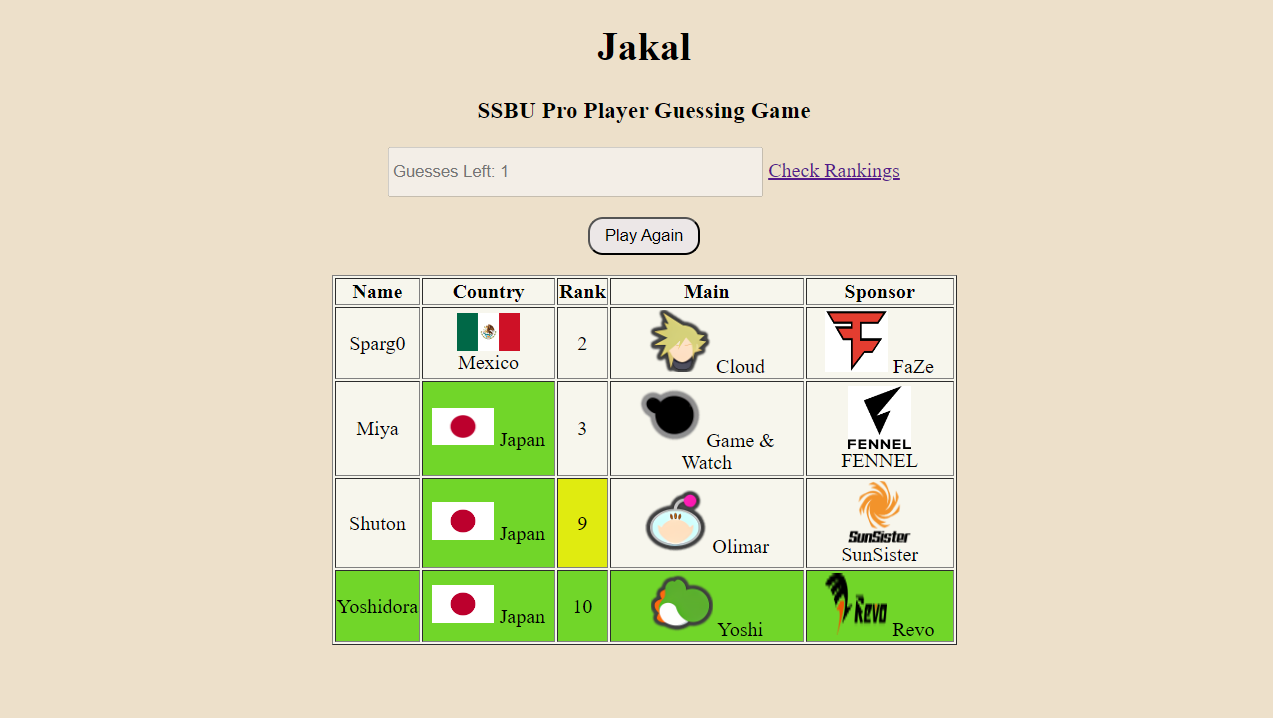 Jakal
SSBU Pro Player Guessing Game
Guesses Left: 1 Check Rankings
Play Again
Name Country Rank Main Sponsor
Sparg0 Mexico 2 Cloud FaZe
Miya Japan 3 Game & Watch FENNEL FENNEL
Shuton Japan 9 Olimar SunSister SunSister
Yoshidora Japan 10 Yoshi Revo Revo